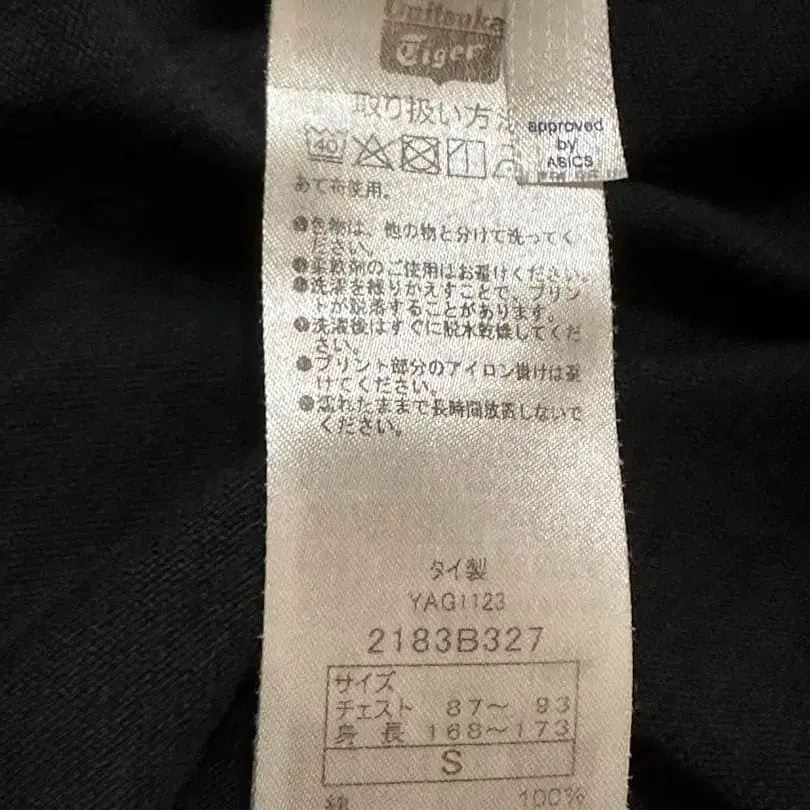 Onitsuka
Tiger
approved
by
ASICS
取り扱い方法
40
あて布使用。
●色物は、他の物と分けて洗ってく
ださい。
●柔軟剤のご使用はお避けください。
●洗濯を繰りかえすことで、プリン
トが脱落することがあります。
●洗濯後はすぐに脱水乾燥してくだ
さい。
●プリント部分のアイロン掛けは避
けてください。
●濡れたままで長時間放置しないで
ください。
タイ製
YAG1123
2183B327
サイズ
チェスト 87～ 93
身長 168～173
S
綿 100%